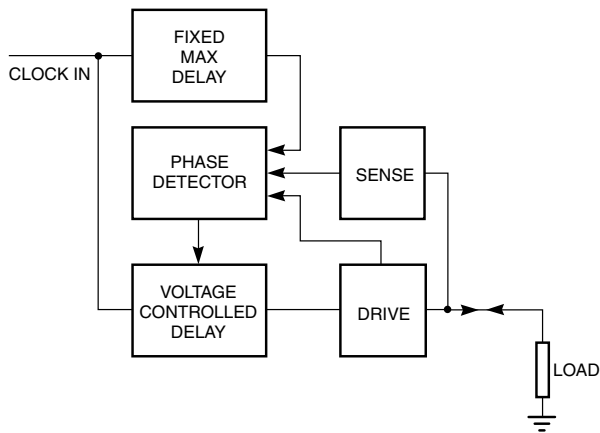 FIXED
MAX
DELAY
CLOCK IN
PHASE
DETECTOR
SENSE
VOLTAGE
CONTROLLED
DELAY
DRIVE
LOAD